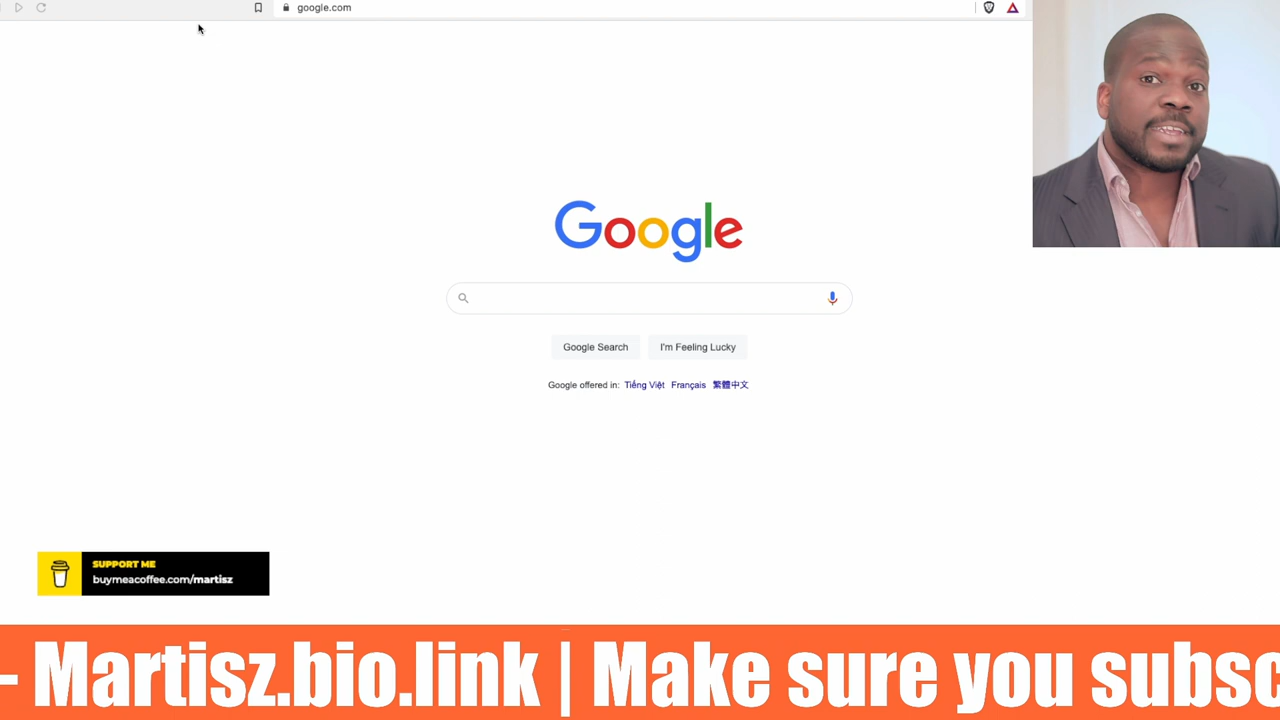 google.com
Google
Google Search
I'm Feeling Lucky
Google offered in: Tiếng Việt Français 繁體中文
SUPPORT ME
buymeacoffee.com/martisz
- Martisz.bio.link | Make sure you subsc